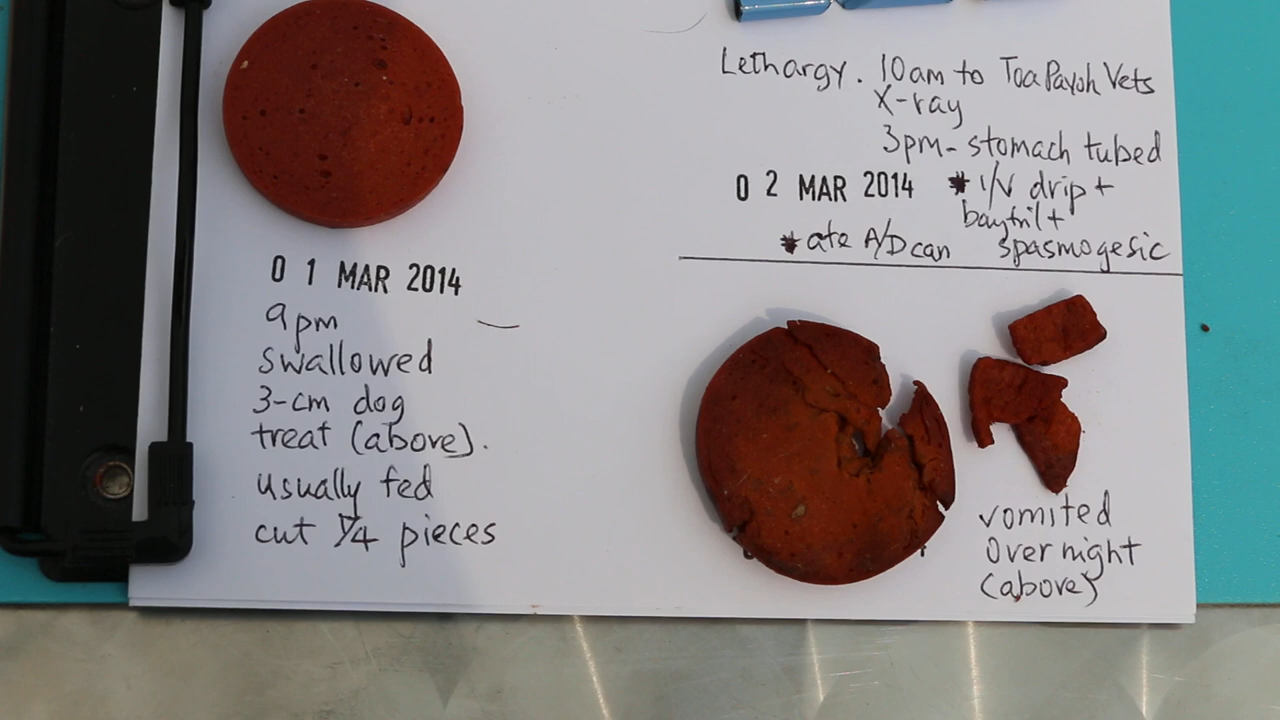 Lethargy. 10am to Toa Payoh Vets
X-ray
3pm- stomach tubed
0 2 MAR 2014 * I/V drip +
baytril +
* ate A/D can spasmogesic
0 1 MAR 2014
9pm
swallowed
3-cm dog
treat (above).
usually fed
cut 1/4 pieces
vomited
Overnight
(above)